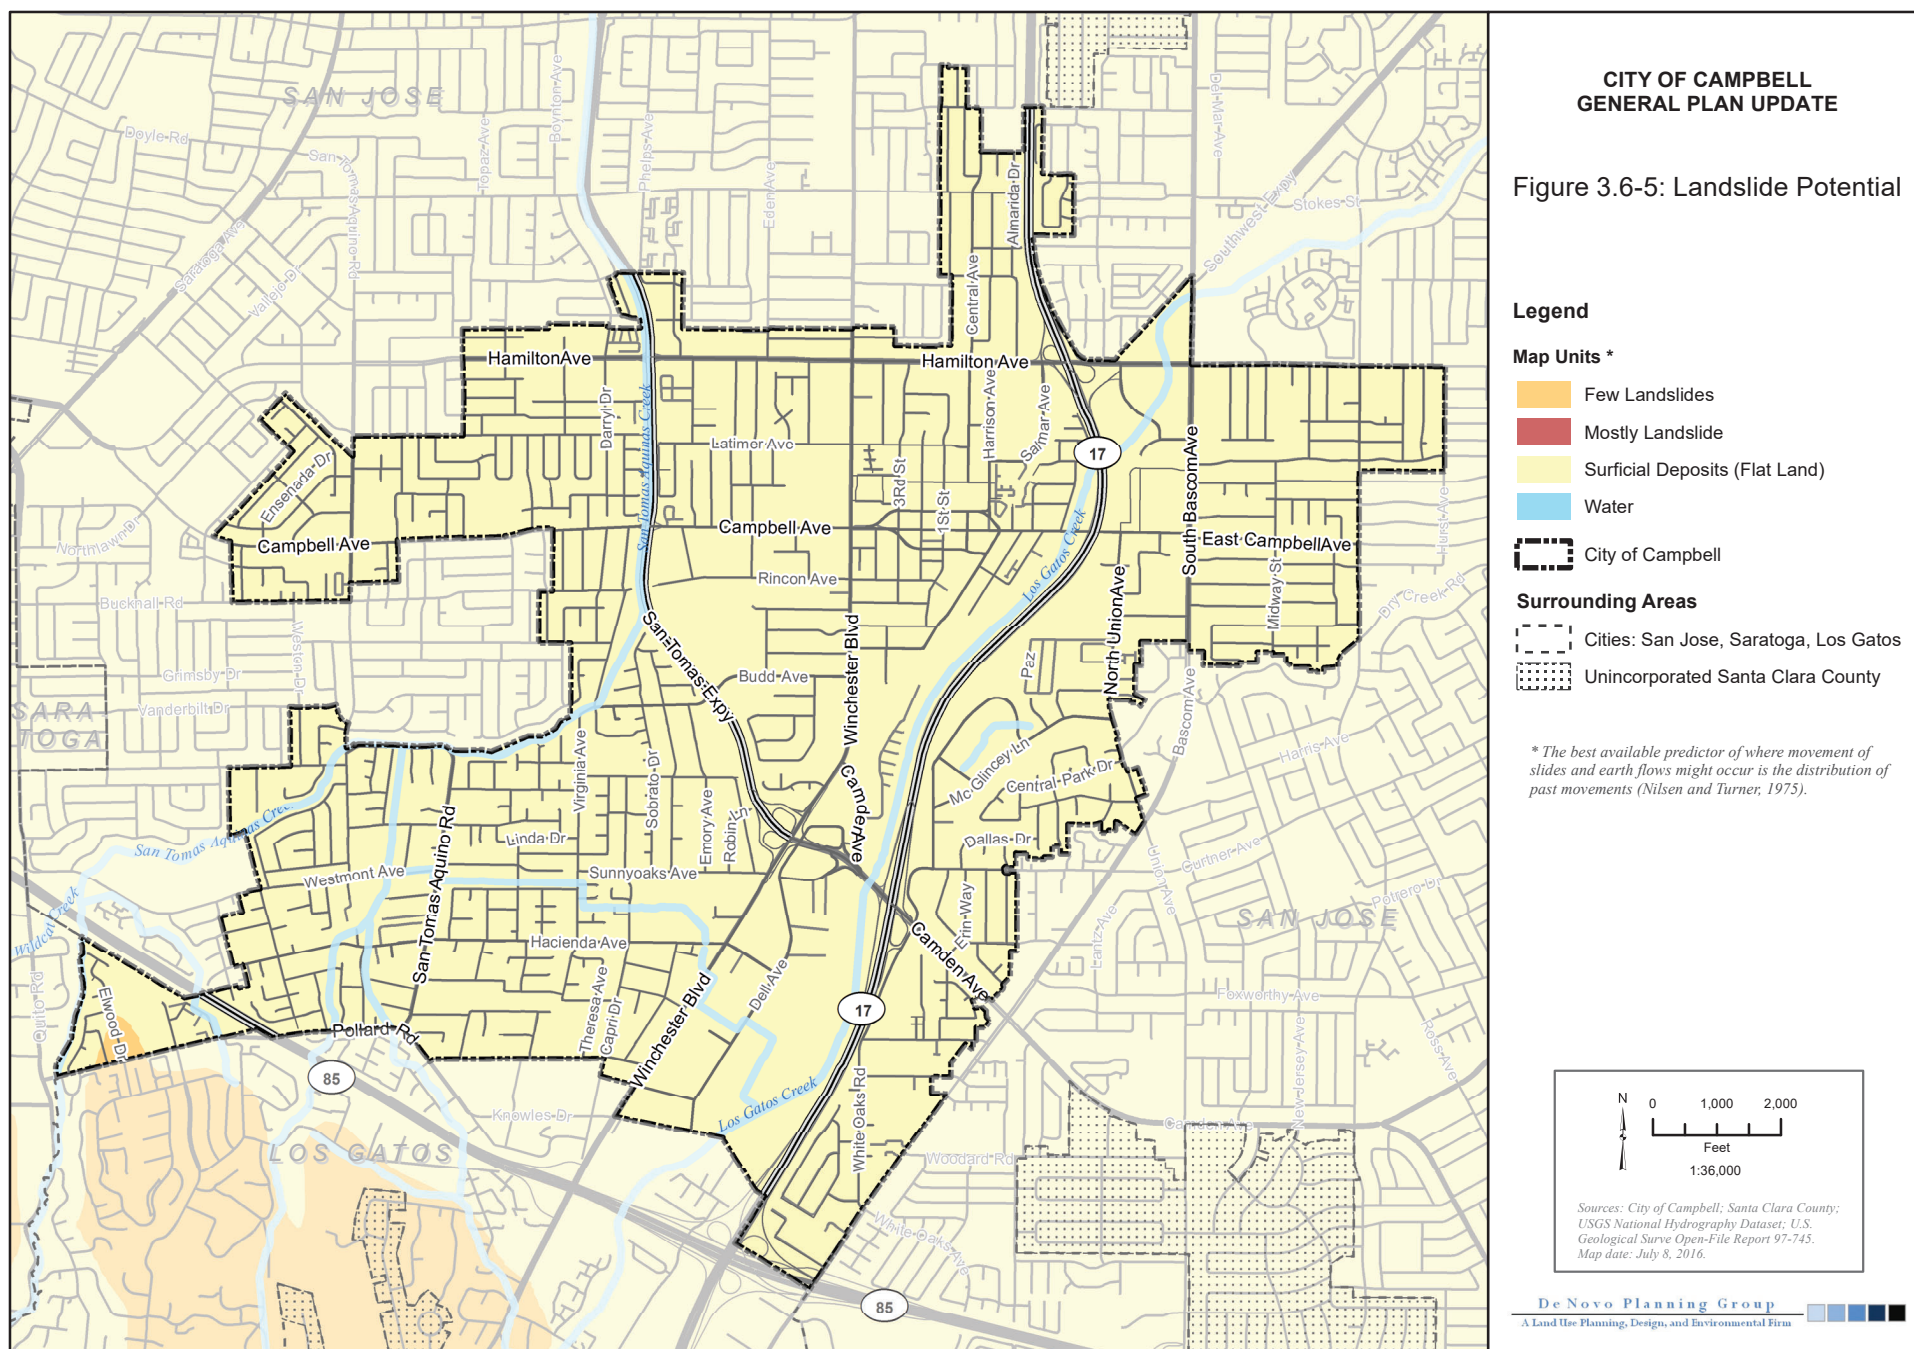 CITY OF CAMPBELL
GENERAL PLAN UPDATE
Figure 3.6-5: Landslide Potential
Legend
Map Units *
Few Landslides
Mostly Landslide
Surficial Deposits (Flat Land)
Water
City of Campbell
Surrounding Areas
Cities: San Jose, Saratoga, Los Gatos
Unincorporated Santa Clara County
* The best available predictor of where movement of
slides and earth flows might occur is the distribution of
past movements (Nilsen and Turner, 1975).
N
0 1,000 2,000
Feet
1:36,000
Sources: City of Campbell; Santa Clara County;
USGS National Hydrography Dataset; U.S.
Geological Surve Open-File Report 97-745.
Map date: July 8, 2016.
De Novo Planning Group
A Land Use Planning, Design, and Environmental Firm
SAN JOSE
Doyle Rd
San Tomas Aquino Rd
Topaz Ave
Boynton Ave
Phelps Ave
Eden Ave
Del Mar Ave
Stokes St
Southwest Expy
Saratoga Ave
Vallejo Dr
Almarida Dr
Central Ave
Hamilton Ave
Hamilton Ave
Darryl Dr
San Tomas Aquinas Creek
Latimer Ave
Harrison Ave
Salmar Ave
17
3Rd St
1St St
South Bascom Ave
Ensenada Dr
Campbell Ave
Campbell Ave
East Campbell Ave
Hurst Ave
Northlawn Dr
Rincon Ave
Los Gatos Creek
Midway St
Dry Creek Rd
Bucknall Rd
Weston Dr
San Tomas Expy
Winchester Blvd
North Union Ave
Grimsby Dr
Budd Ave
Paz
Vanderbilt Dr
SARA
TOGA
Bascom Ave
Harris Ave
Virginia Ave
Sobrato Dr
Camden Ave
Mc Glincey Ln
Central Park Dr
San Tomas Aquinas Creek
San Tomas Aquino Rd
Linda Dr
Emory Ave
Robin Ln
Dallas Dr
Union Ave
Curtner Ave
Westmont Ave
Sunnyoaks Ave
Potrero Dr
Wildcat Creek
Erin Way
Lantz Ave
SAN JOSE
Hacienda Ave
Camden Ave
Quito Rd
Elwood Dr
Theresa Ave
Capri Dr
Winchester Blvd
Dell Ave
17
Foxworthy Ave
New Jersey Ave
Ross Ave
Pollard Rd
85
Knowles Dr
Los Gatos Creek
White Oaks Rd
Camden Ave
LOS GATOS
Woodard Rd
White Oaks Ave
85